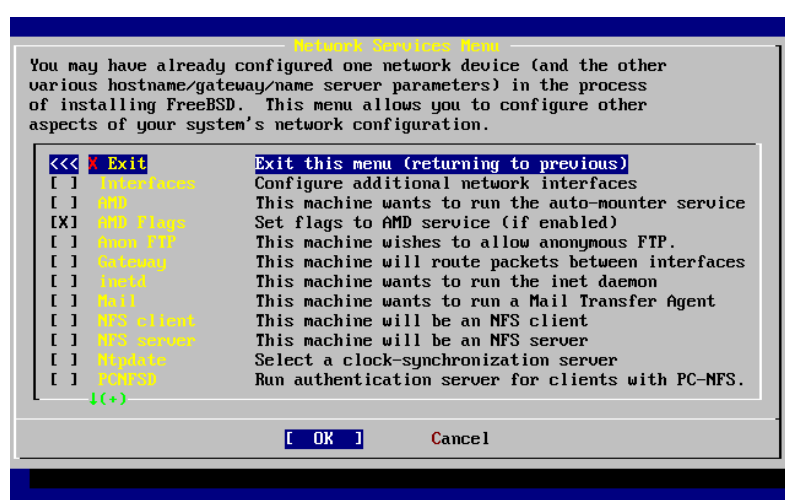 Network Services Menu
You may have already configured one network device (and the other
various hostname/gateway/name server parameters) in the process
of installing FreeBSD.  This menu allows you to configure other
aspects of your system's network configuration.
<<< X Exit Exit this menu (returning to previous)
[ ] Interfaces Configure additional network interfaces
[ ] AMD This machine wants to run the auto-mounter service
[X] AMD Flags Set flags to AMD service (if enabled)
[ ] Anon FTP This machine wishes to allow anonymous FTP.
[ ] Gateway This machine will route packets between interfaces
[ ] inetd This machine wants to run the inet daemon
[ ] Mail This machine wants to run a Mail Transfer Agent
[ ] NFS client This machine will be an NFS client
[ ] NFS server This machine will be an NFS server
[ ] Ntpdate Select a clock-synchronization server
[ ] PCNFSD Run authentication server for clients with PC-NFS.
↓(+)
[ OK ] Cancel